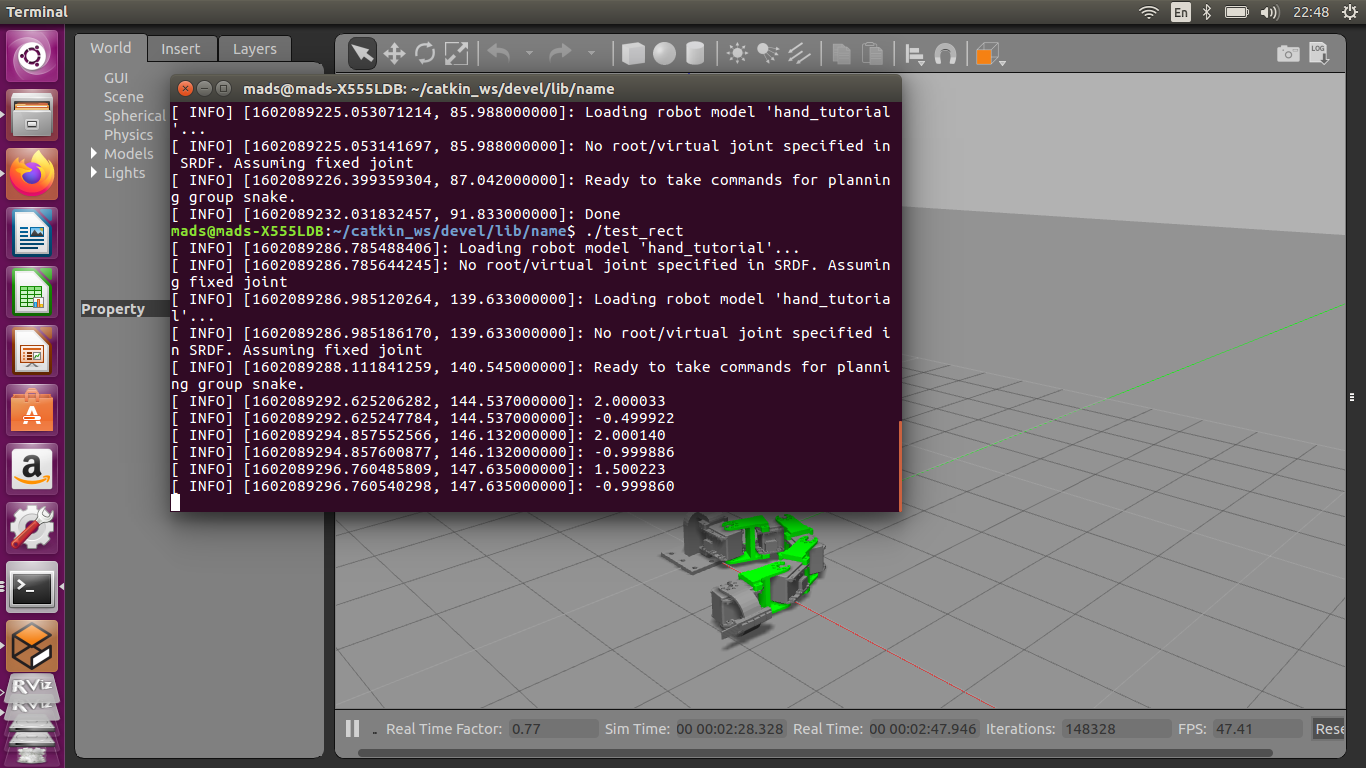 Terminal
En
22:48
World
Insert
Layers
LOG
GUI
Scene
Spherical
Physics
Models
Lights
Property
mads@mads-X555LDB: ~/catkin_ws/devel/lib/name
[ INFO] [1602089225.053071214, 85.988000000]: Loading robot model 'hand_tutorial
'...
[ INFO] [1602089225.053141697, 85.988000000]: No root/virtual joint specified in
 SRDF. Assuming fixed joint
[ INFO] [1602089226.399359304, 87.042000000]: Ready to take commands for plannin
g group snake.
[ INFO] [1602089232.031832457, 91.833000000]: Done
mads@mads-X555LDB:~/catkin_ws/devel/lib/name$ ./test_rect
[ INFO] [1602089286.785488406]: Loading robot model 'hand_tutorial'...
[ INFO] [1602089286.785644245]: No root/virtual joint specified in SRDF. Assumin
g fixed joint
[ INFO] [1602089286.985120264, 139.633000000]: Loading robot model 'hand_tutoria
l'...
[ INFO] [1602089286.985186170, 139.633000000]: No root/virtual joint specified i
n SRDF. Assuming fixed joint
[ INFO] [1602089288.111841259, 140.545000000]: Ready to take commands for planni
ng group snake.
[ INFO] [1602089292.625206282, 144.537000000]: 2.000033
[ INFO] [1602089292.625247784, 144.537000000]: -0.499922
[ INFO] [1602089294.857552566, 146.132000000]: 2.000140
[ INFO] [1602089294.857600877, 146.132000000]: -0.999886
[ INFO] [1602089296.760485809, 147.635000000]: 1.500223
[ INFO] [1602089296.760540298, 147.635000000]: -0.999860
RViz
Real Time Factor: 0.77 Sim Time: 00 00:02:28.328 Real Time: 00 00:02:47.946 Iterations: 148328 FPS: 47.41 Rese